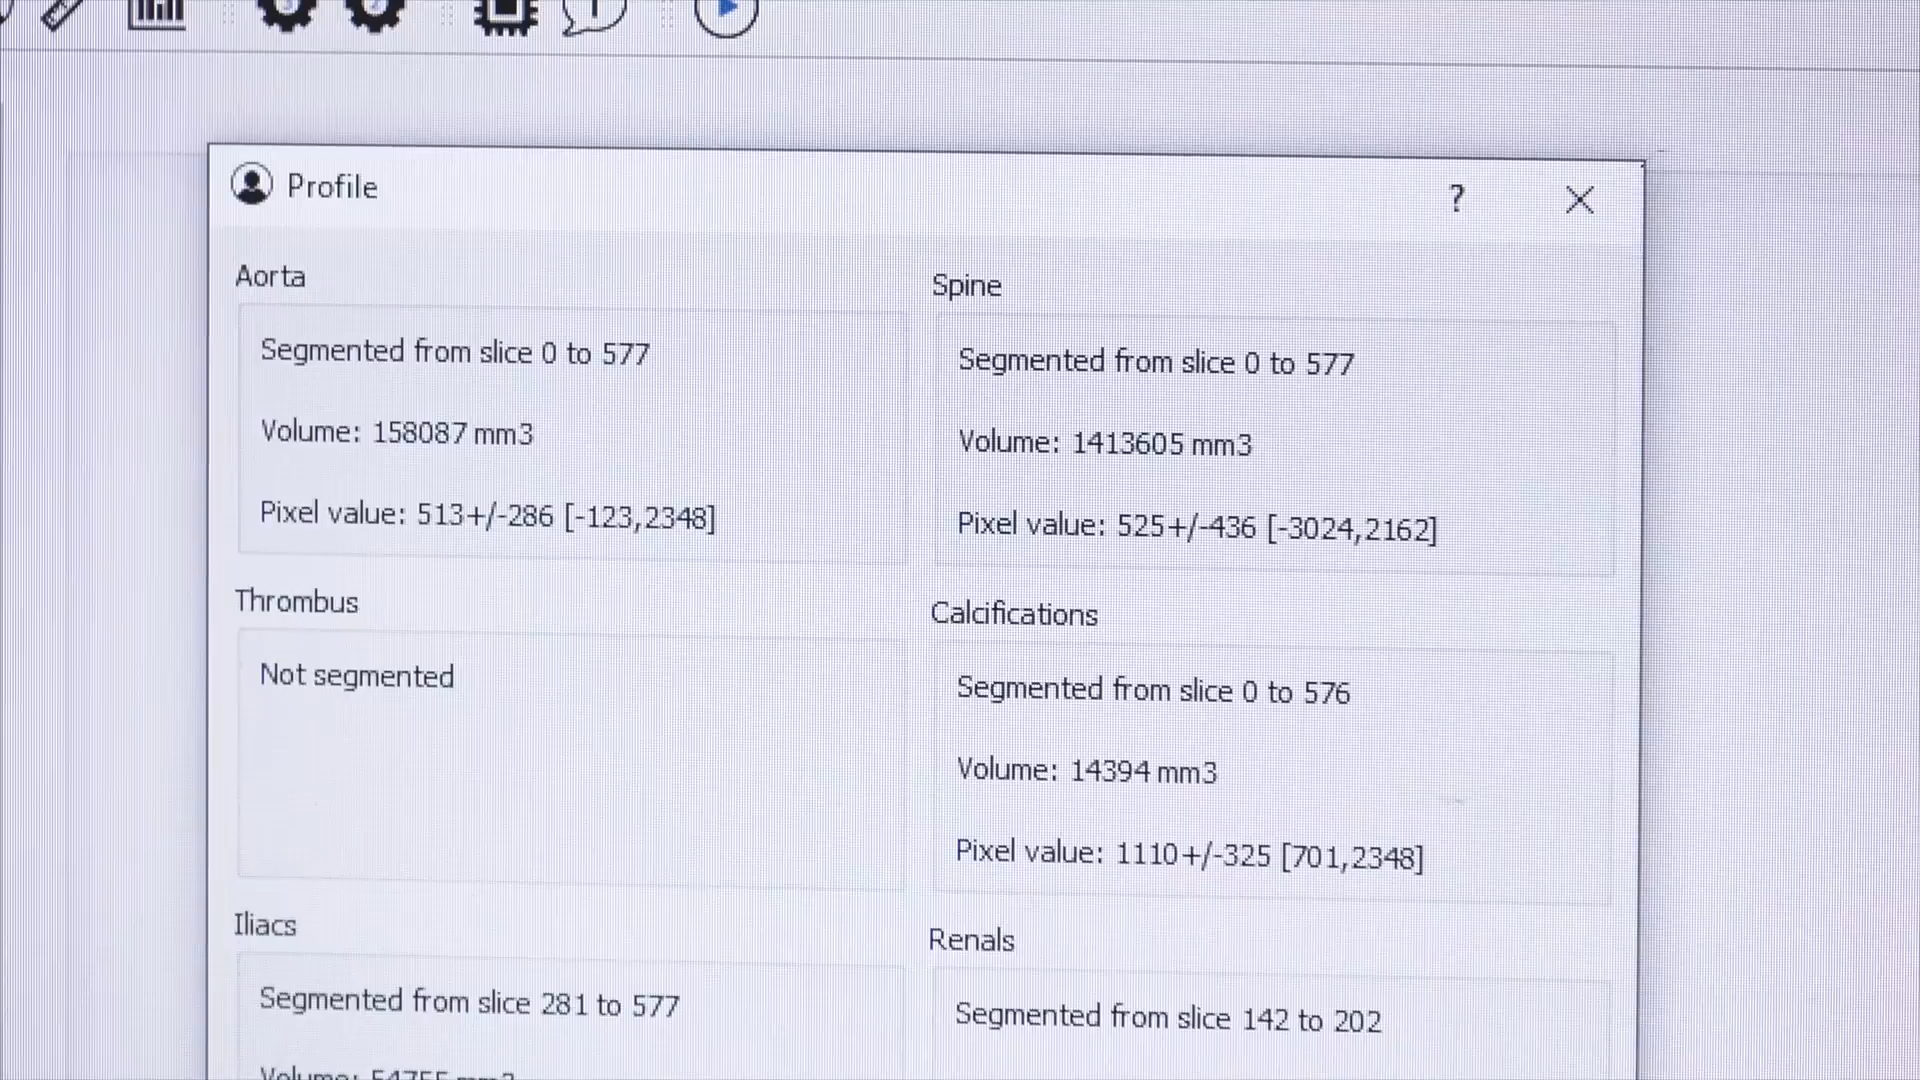 Profile
?
Aorta
Segmented from slice 0 to 577
Volume: 158087 mm3
Pixel value: 513+/-286 [-123,2348]
Spine
Segmented from slice 0 to 577
Volume: 1413605 mm3
Pixel value: 525+/-436 [-3024,2162]
Thrombus
Not segmented
Calcifications
Segmented from slice 0 to 576
Volume: 14394 mm3
Pixel value: 1110+/-325 [701,2348]
Iliacs
Segmented from slice 281 to 577
Volume: 54755 mm3
Renals
Segmented from slice 142 to 202